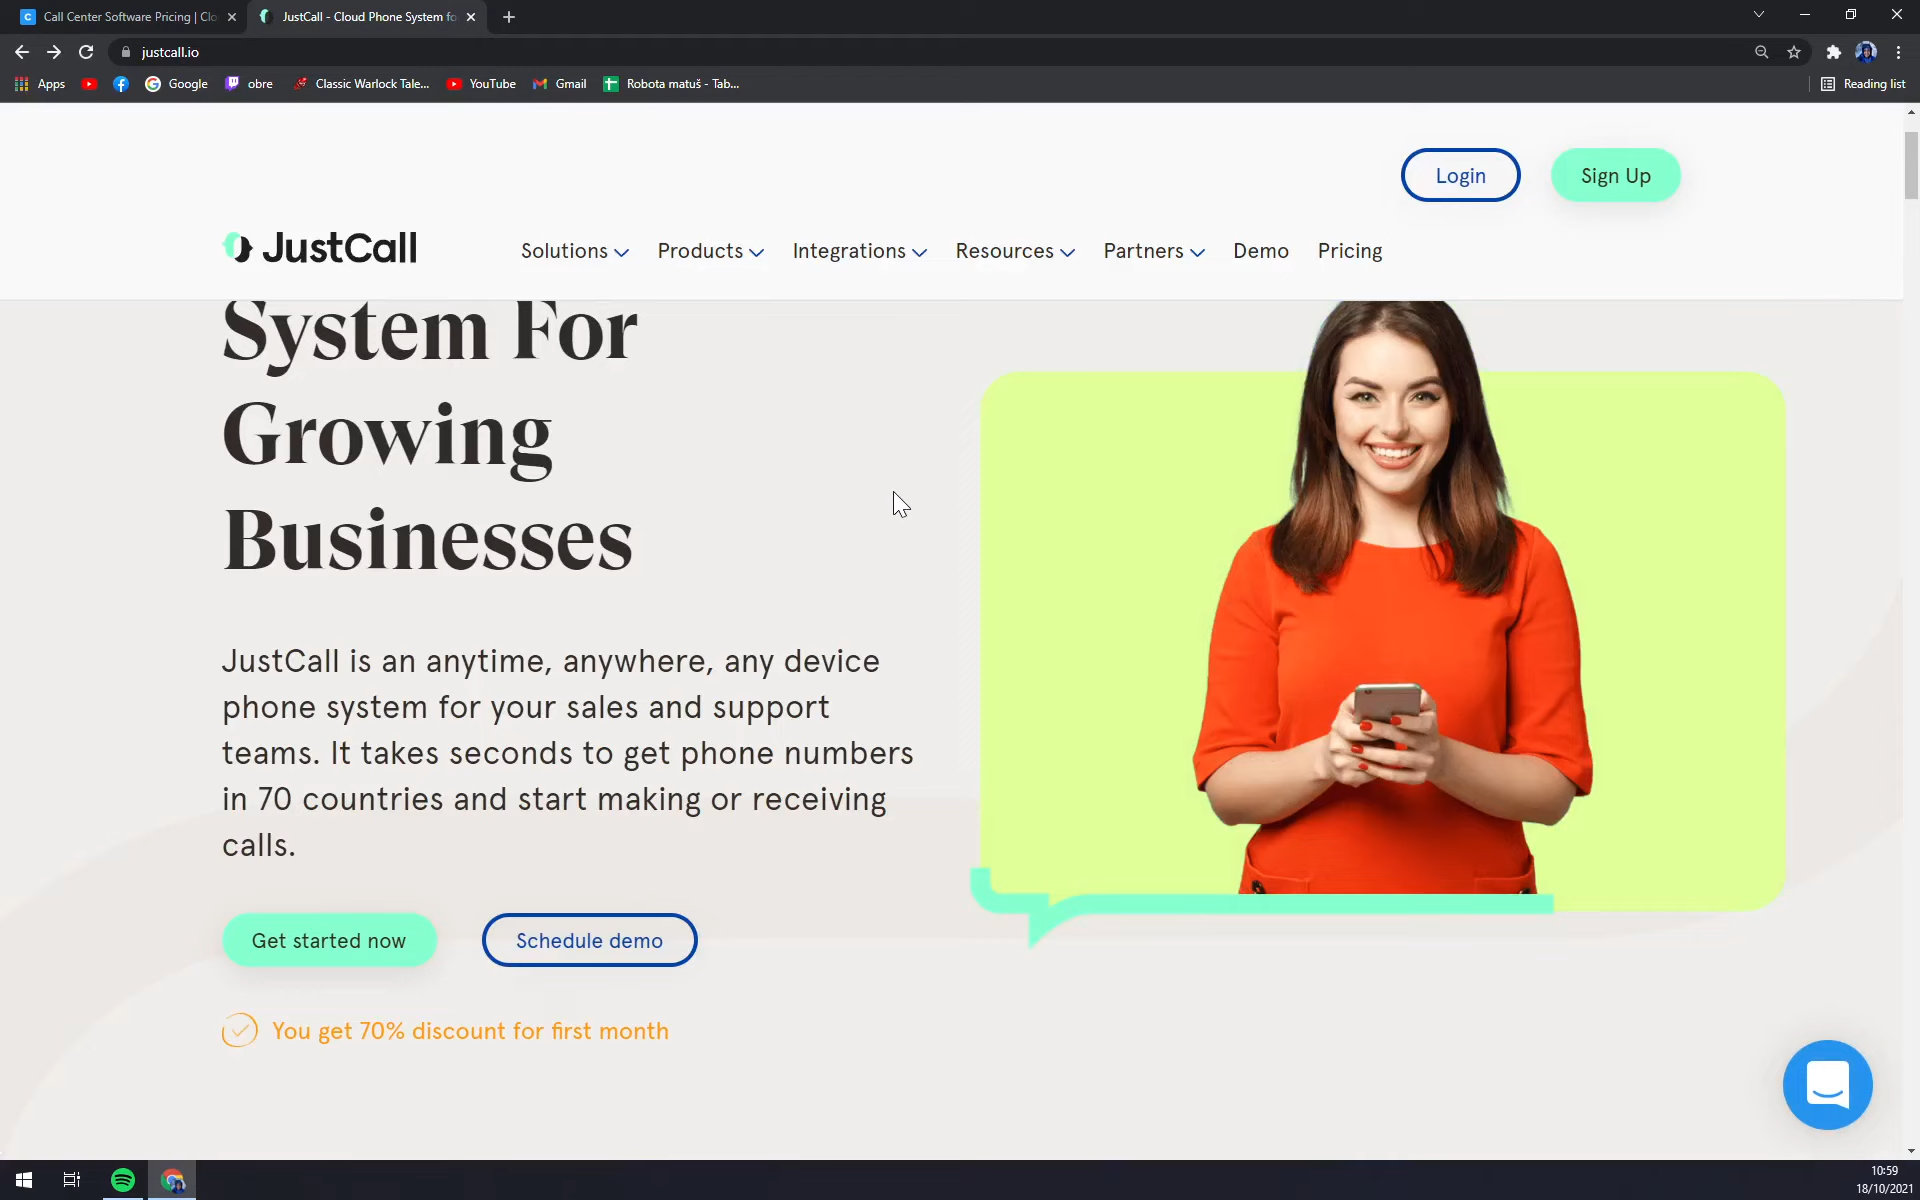 Call Center Software Pricing | Clo
JustCall - Cloud Phone System fo
justcall.io
Apps
Google
obre
Classic Warlock Tale...
YouTube
Gmail
Robota matuš - Tab...
Reading list
Login
Sign Up
JustCall
Solutions
Products
Integrations
Resources
Partners
Demo
Pricing
System For
Growing
Businesses
JustCall is an anytime, anywhere, any device
phone system for your sales and support
teams. It takes seconds to get phone numbers
in 70 countries and start making or receiving
calls.
Get started now
Schedule demo
You get 70% discount for first month
10:59
18/10/2021